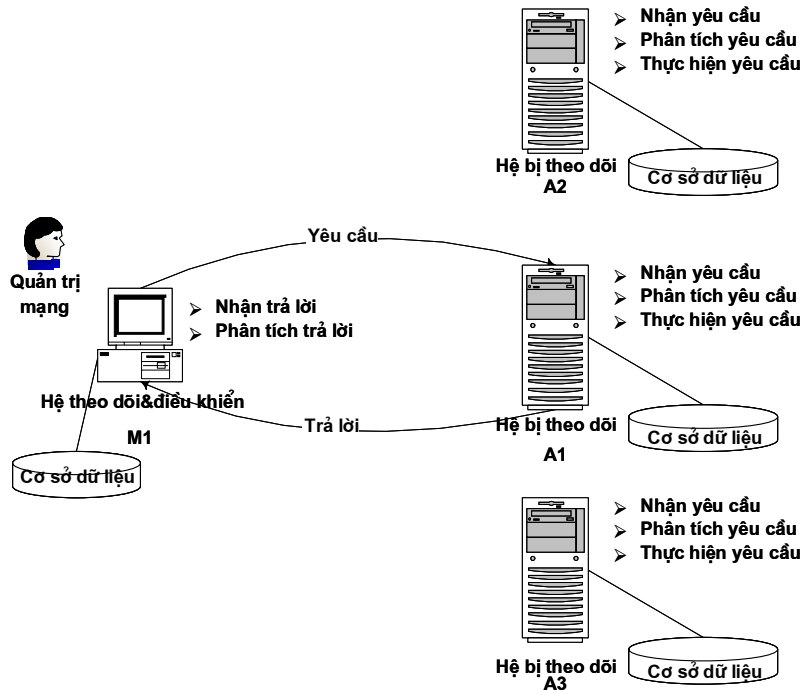 Nhận yêu cầu
Phân tích yêu cầu
Thực hiện yêu cầu
Hệ bị theo dõi
A2
Cơ sở dữ liệu
Yêu cầu
Quản trị
mạng
Nhận trả lời
Phân tích trả lời
Nhận yêu cầu
Phân tích yêu cầu
Thực hiện yêu cầu
Hệ theo dõi&điều khiển
M1
Trả lời
Hệ bị theo dõi
A1
Cơ sở dữ liệu
Cơ sở dữ liệu
Nhận yêu cầu
Phân tích yêu cầu
Thực hiện yêu cầu
Hệ bị theo dõi
A3
Cơ sở dữ liệu